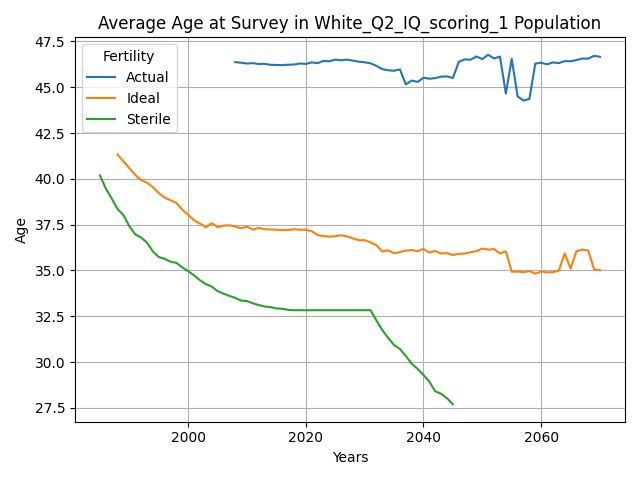 Average Age at Survey in White_Q2_IQ_scoring_1 Population
47.5
45.0
42.5
40.0
37.5
35.0
32.5
30.0
27.5
Age
Fertility
Actual
Ideal
Sterile
2000
2020
2040
2060
Years